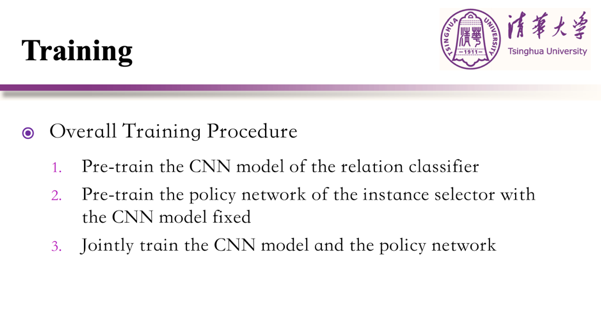 Training
清华大学
Tsinghua University
TSINGHUA UNIVERSITY
-1911-
Overall Training Procedure
1. Pre-train the CNN model of the relation classifier
2. Pre-train the policy network of the instance selector with
the CNN model fixed
3. Jointly train the CNN model and the policy network